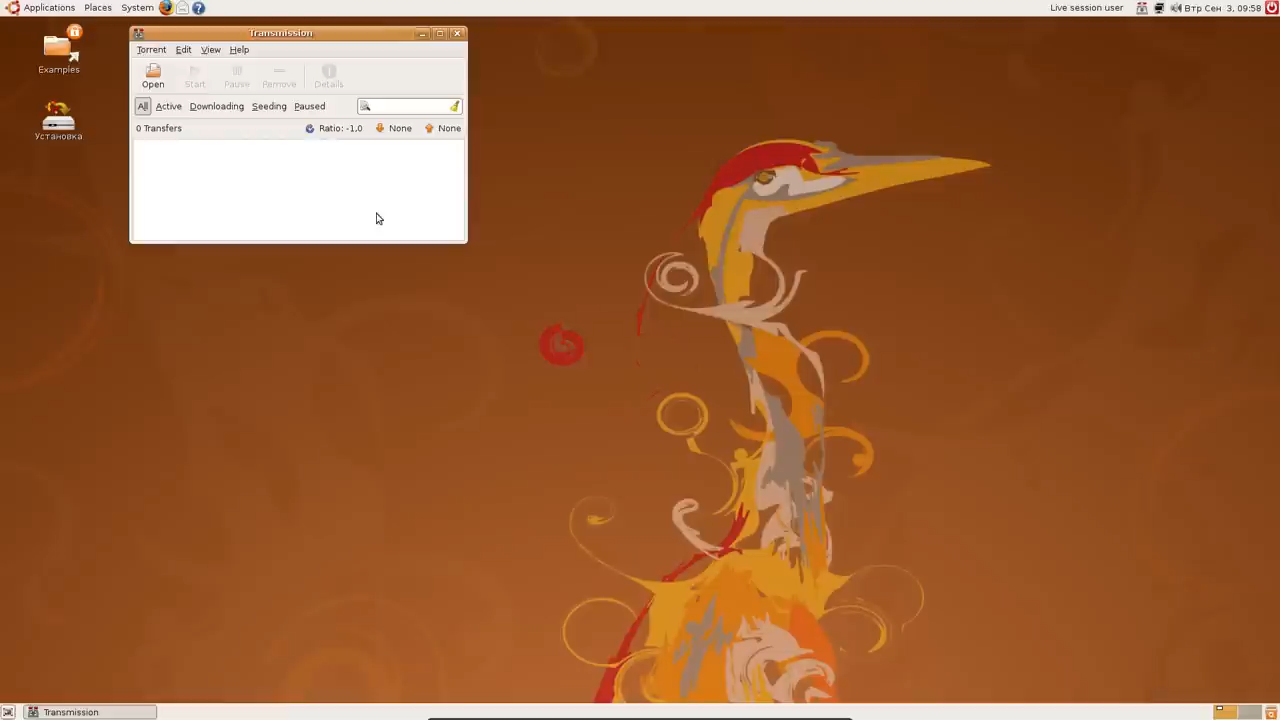 Applications Places System Live session user Втр Сен 3, 09:58
Transmission
Torrent Edit View Help
Open Start Pause Remove Details
All Active Downloading Seeding Paused
0 Transfers Ratio: -1.0 None None
Examples
Установка
Transmission